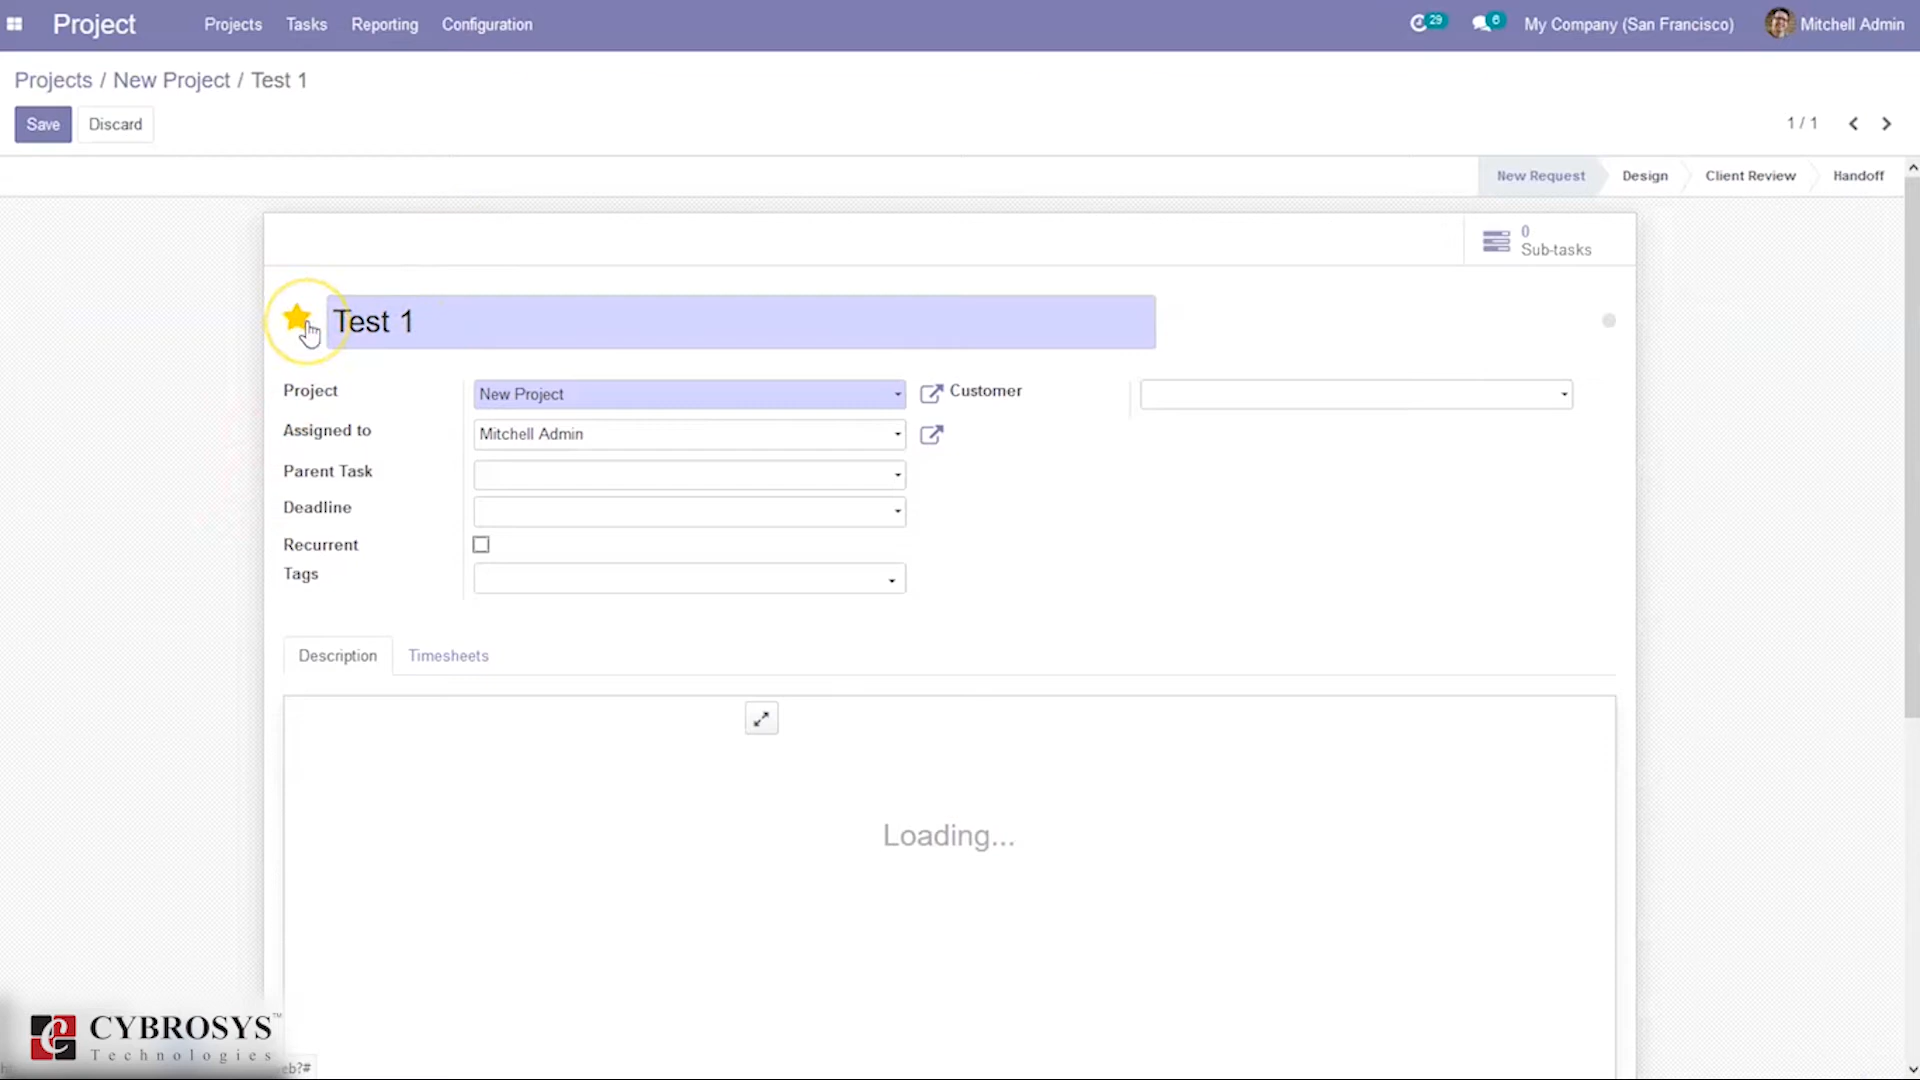 Project
Projects
Tasks
Reporting
Configuration
29
6
My Company (San Francisco)
Mitchell Admin
Projects / New Project / Test 1
Save
Discard
1 / 1
New Request
Design
Client Review
Handoff
0
Sub-tasks
Test 1
Project
New Project
Customer
Assigned to
Mitchell Admin
Parent Task
Deadline
Recurrent
Tags
Description
Timesheets
Loading...
CYBROSYS™
Technologies
eb?#